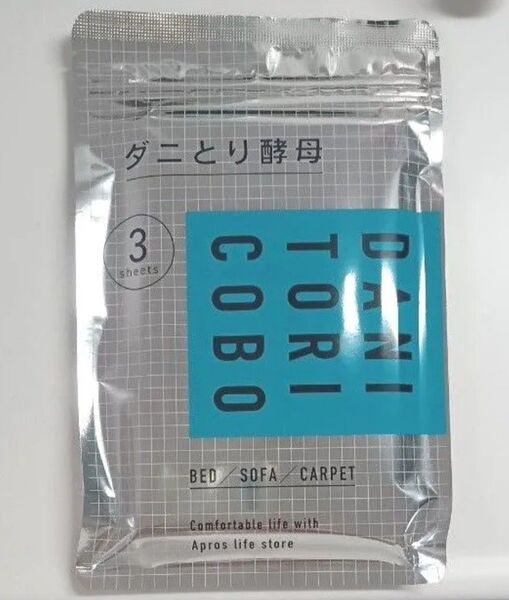 ダニとり酵母
3
sheets
DANI
TORI
COBO
BED／SOFA／CARPET
Comfortable life with
Apros life store